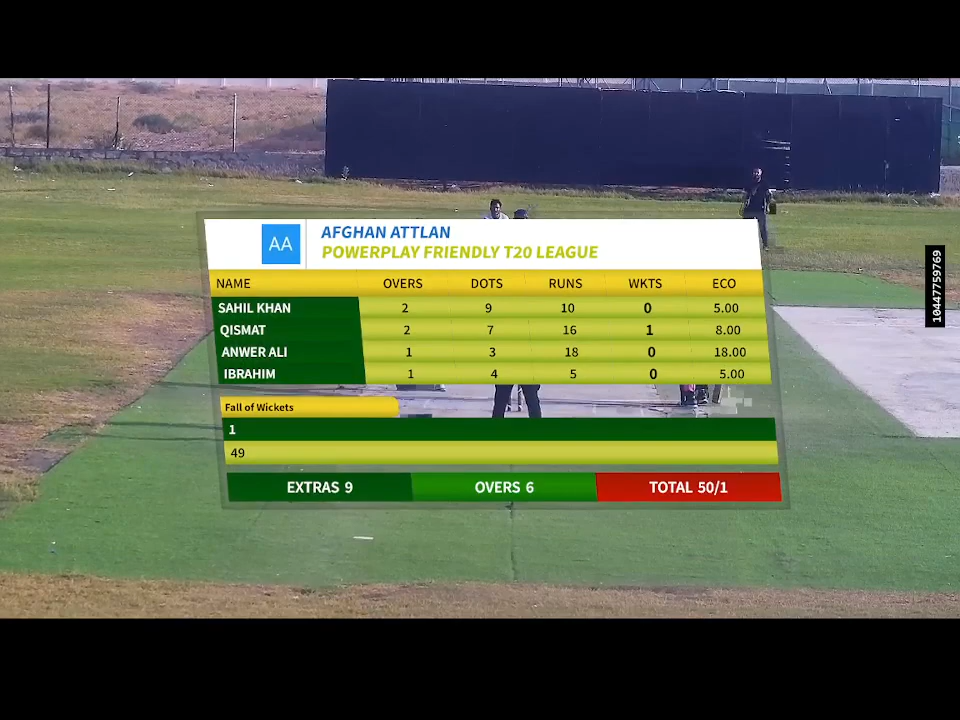 AA
AFGHAN ATTLAN
POWERPLAY FRIENDLY T20 LEAGUE
NAME OVERS DOTS RUNS WKTS ECO
SAHIL KHAN 2 9 10 0 5.00
QISMAT 2 7 16 1 8.00
ANWER ALI 1 3 18 0 18.00
IBRAHIM 1 4 5 0 5.00
Fall of Wickets
1
49
EXTRAS 9 OVERS 6 TOTAL 50/1
10447759769